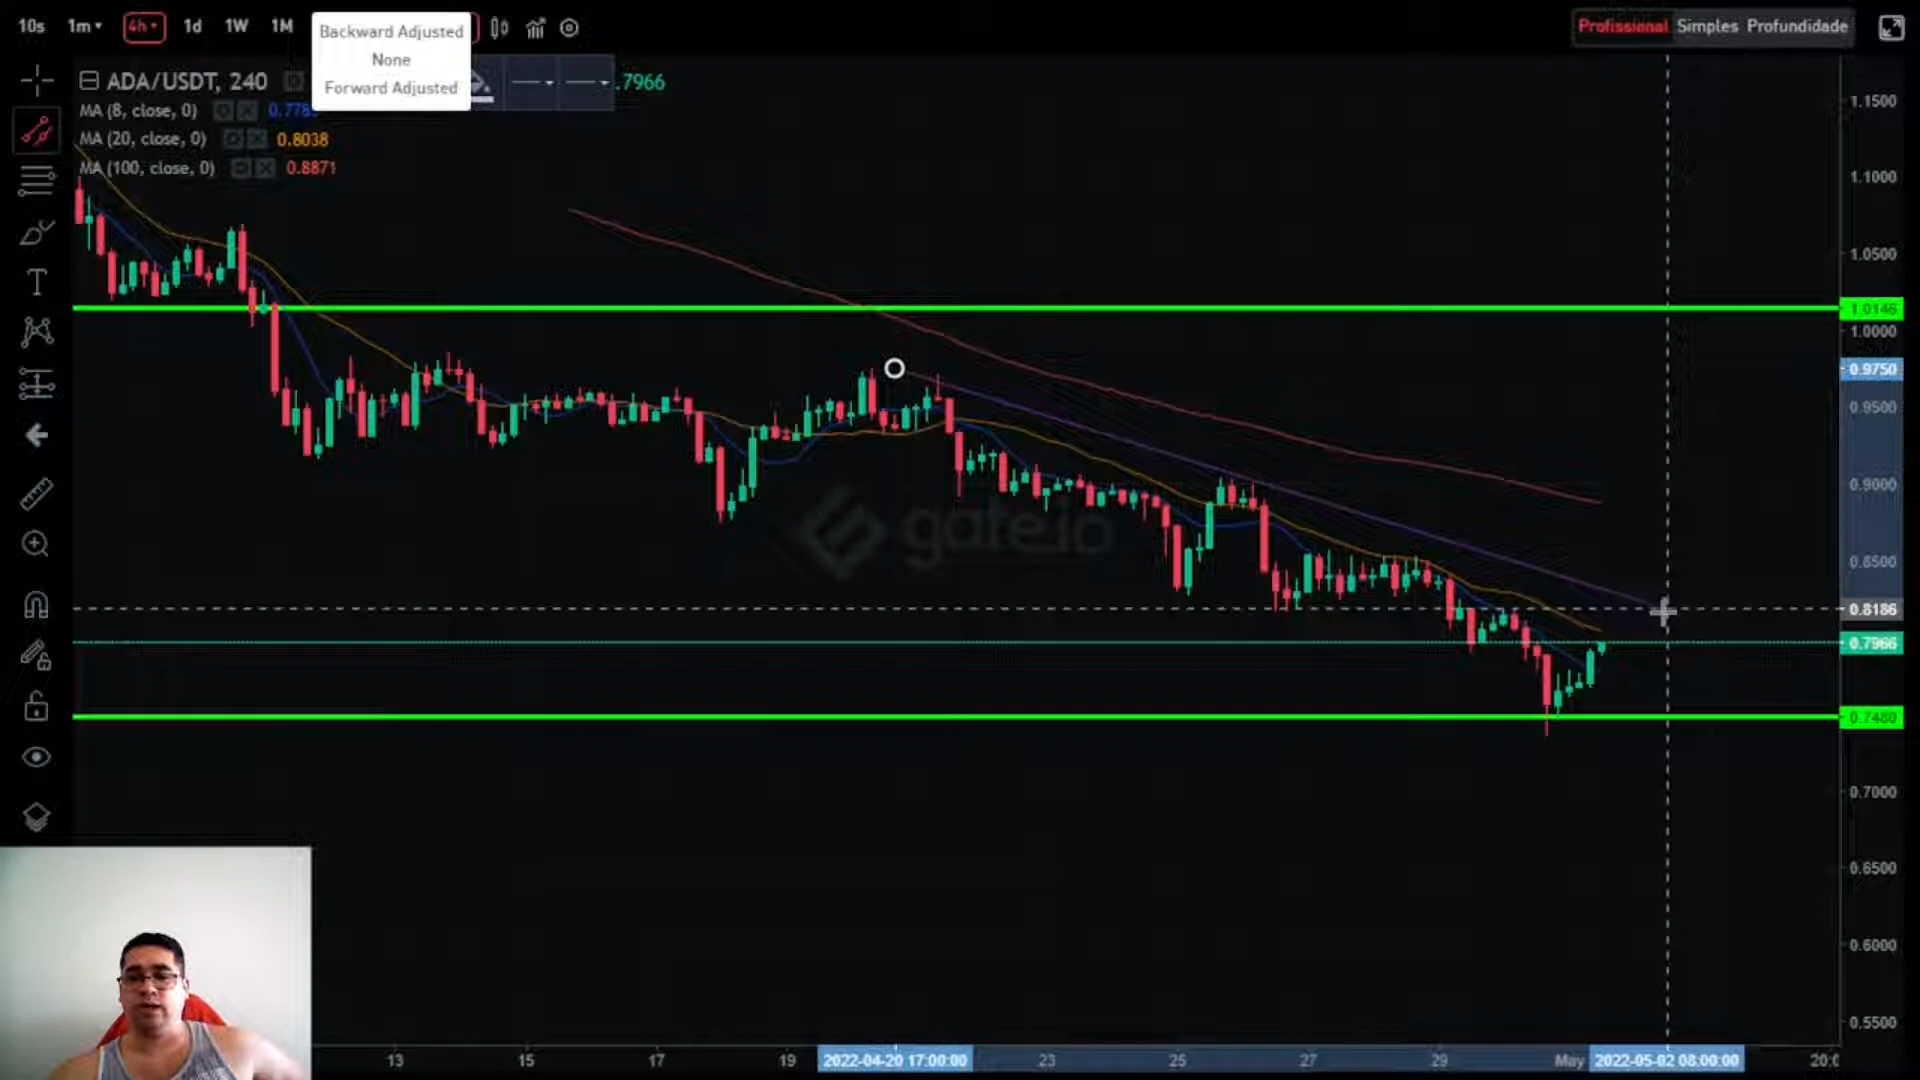 10s 1m 4h 1d 1W 1M
Backward Adjusted
None
Forward Adjusted
Profissional Simples Profundidade
ADA/USDT, 240
.7966
MA (8, close, 0)
MA (20, close, 0) 0.8038
MA (100, close, 0) 0.8871
gate.io
1.1500
1.1000
1.0500
1.0146
1.0000
0.9750
0.9500
0.9000
0.8500
0.8186
0.7966
0.7480
0.7000
0.6500
0.6000
0.5500
13 15 17 19 2022-04-20 17:00:00 23 25 27 29 May 2022-05-02 08:00:00